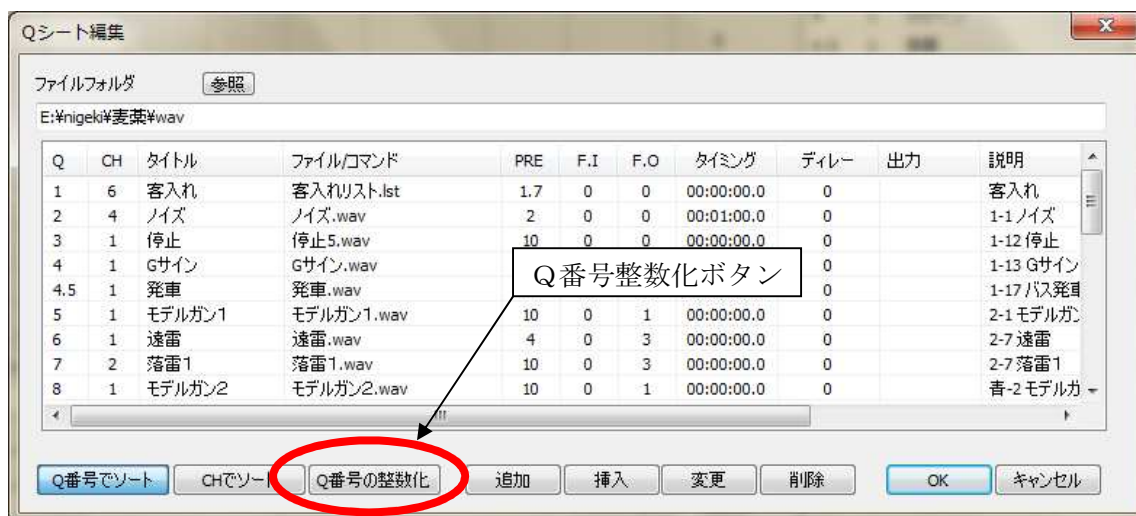 Qシート編集
ファイルフォルダ 参照
E:¥nigeki¥麦藁¥wav
Q CH タイトル ファイル/コマンド PRE F.I F.O タイミング ディレー 出力 説明
1 6 客入れ 客入れリスト.lst 1.7 0 0 00:00:00.0 0 客入れ
2 4 ノイズ ノイズ.wav 2 0 0 00:01:00.0 0 1-1ノイズ
3 1 停止 停止5.wav 10 0 0 00:00:00.0 0 1-12停止
4 1 Gサイン Gサイン.wav 0 1-13 Gサイン
4.5 1 発車 発車.wav 0 1-17バス発車
5 1 モデルガン1 モデルガン1.wav 10 0 1 00:00:00.0 0 2-1モデルガン
6 1 遠雷 遠雷.wav 4 0 3 00:00:00.0 0 2-7遠雷
7 2 落雷1 落雷1.wav 10 0 3 00:00:00.0 0 2-7落雷1
8 1 モデルガン2 モデルガン2.wav 10 0 1 00:00:00.0 0 青-2モデルガ
Q番号整数化ボタン
Q番号でソート CHでソート Q番号の整数化 追加 挿入 変更 削除 OK キャンセル